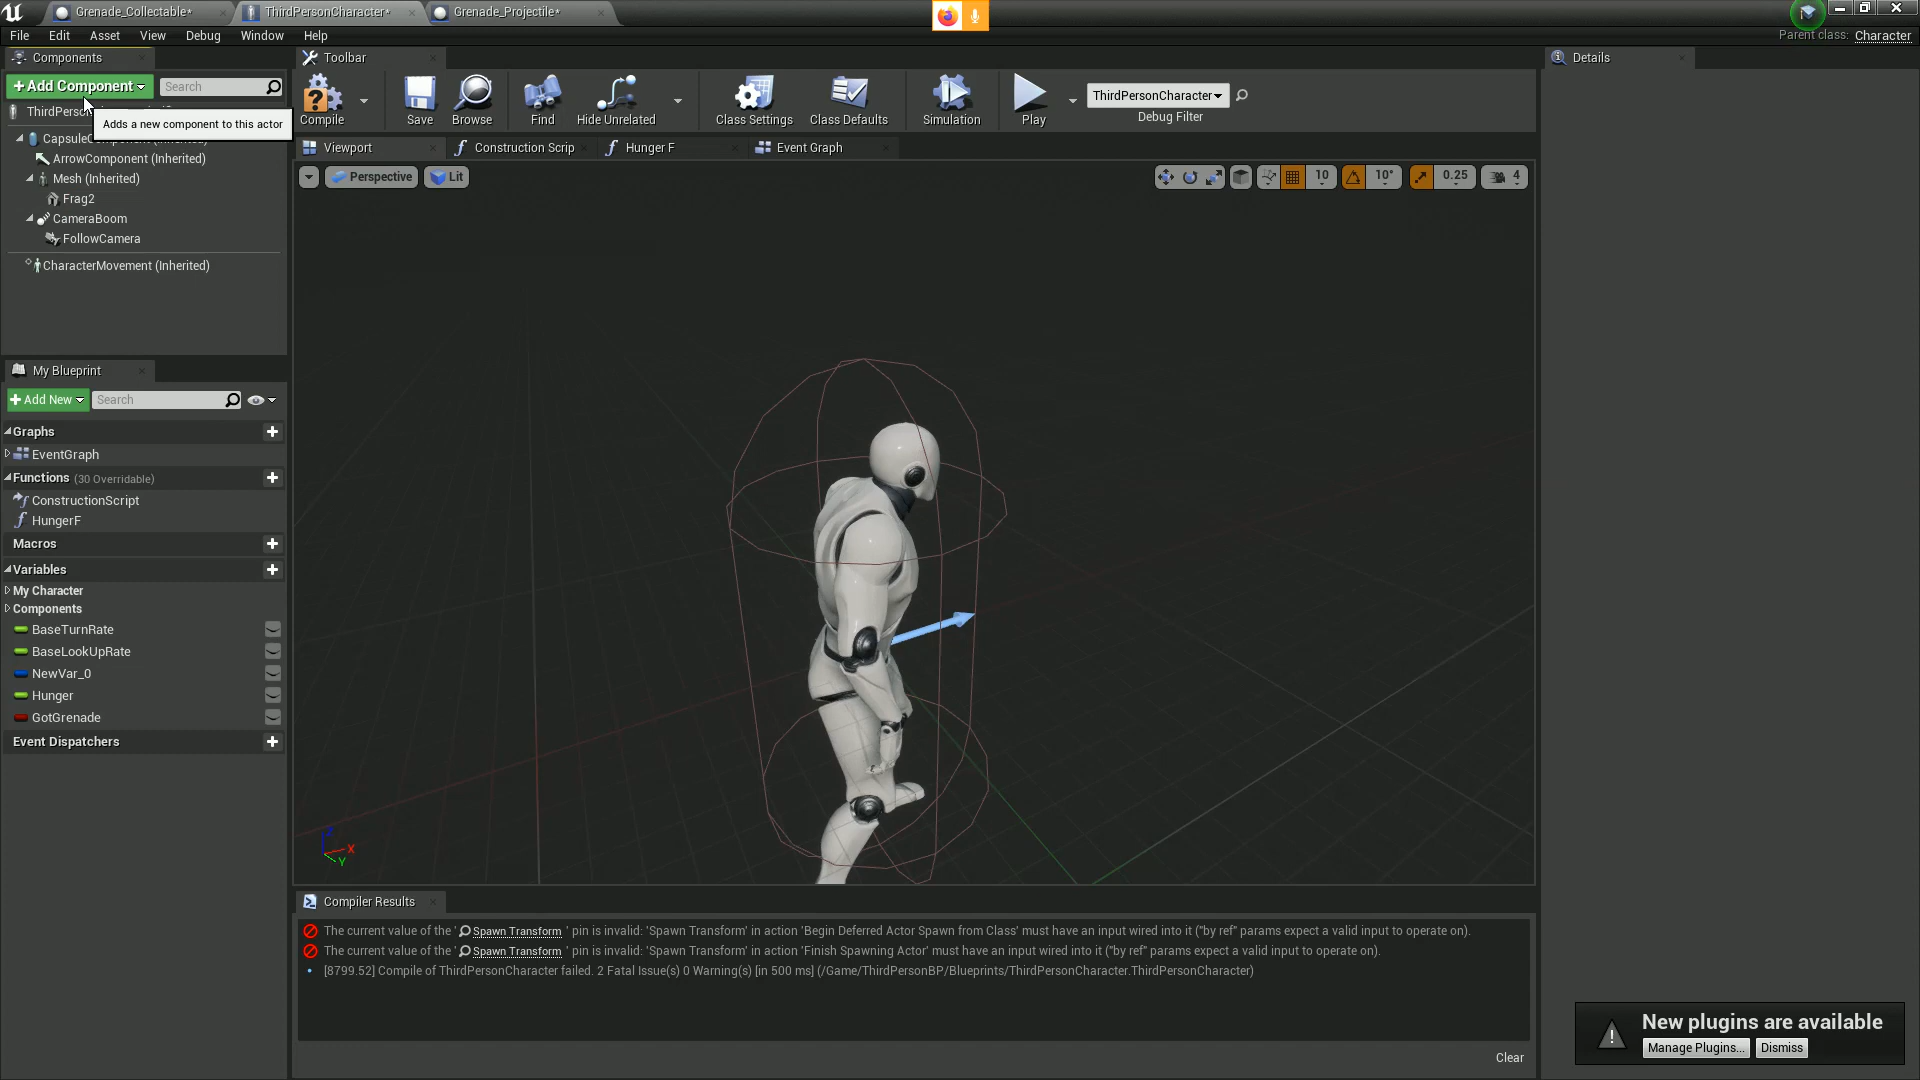 Grenade_Collectable*
ThirdPersonCharacter*
Grenade_Projectile*
File Edit Asset View Debug Window Help
Parent class: Character
Components
+ Add Component
Search
ThirdPers
Adds a new component to this actor
ArrowComponent (Inherited)
Mesh (Inherited)
Frag2
CameraBoom
FollowCamera
CharacterMovement (Inherited)
Toolbar
Compile
Save
Browse
Find
Hide Unrelated
Class Settings
Class Defaults
Simulation
Play
ThirdPersonCharacter
Debug Filter
Viewport
Construction Scrip
Hunger F
Event Graph
Perspective
Lit
10
10°
0.25
4
X
Y
Details
My Blueprint
+ Add New
Search
Graphs
EventGraph
Functions (30 Overridable)
ConstructionScript
HungerF
Macros
Variables
My Character
Components
BaseTurnRate
BaseLookUpRate
NewVar_0
Hunger
GotGrenade
Event Dispatchers
Compiler Results
The current value of the ' Spawn Transform ' pin is invalid: 'Spawn Transform' in action 'Begin Deferred Actor Spawn from Class' must have an input wired into it ("by ref" params expect a valid input to operate on).
The current value of the ' Spawn Transform ' pin is invalid: 'Spawn Transform' in action 'Finish Spawning Actor' must have an input wired into it ("by ref" params expect a valid input to operate on).
[8799.52] Compile of ThirdPersonCharacter failed. 2 Fatal Issue(s) 0 Warning(s) [in 500 ms] (/Game/ThirdPersonBP/Blueprints/ThirdPersonCharacter.ThirdPersonCharacter)
Clear
New plugins are available
Manage Plugins...
Dismiss